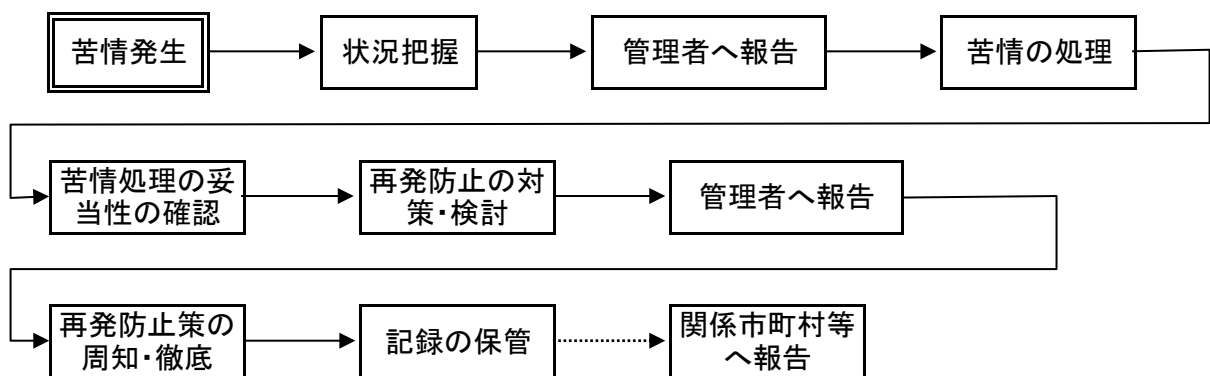 苦情発生
状況把握
管理者へ報告
苦情の処理
苦情処理の妥
当性の確認
再発防止の対
策・検討
管理者へ報告
再発防止策の
周知・徹底
記録の保管
関係市町村等
へ報告